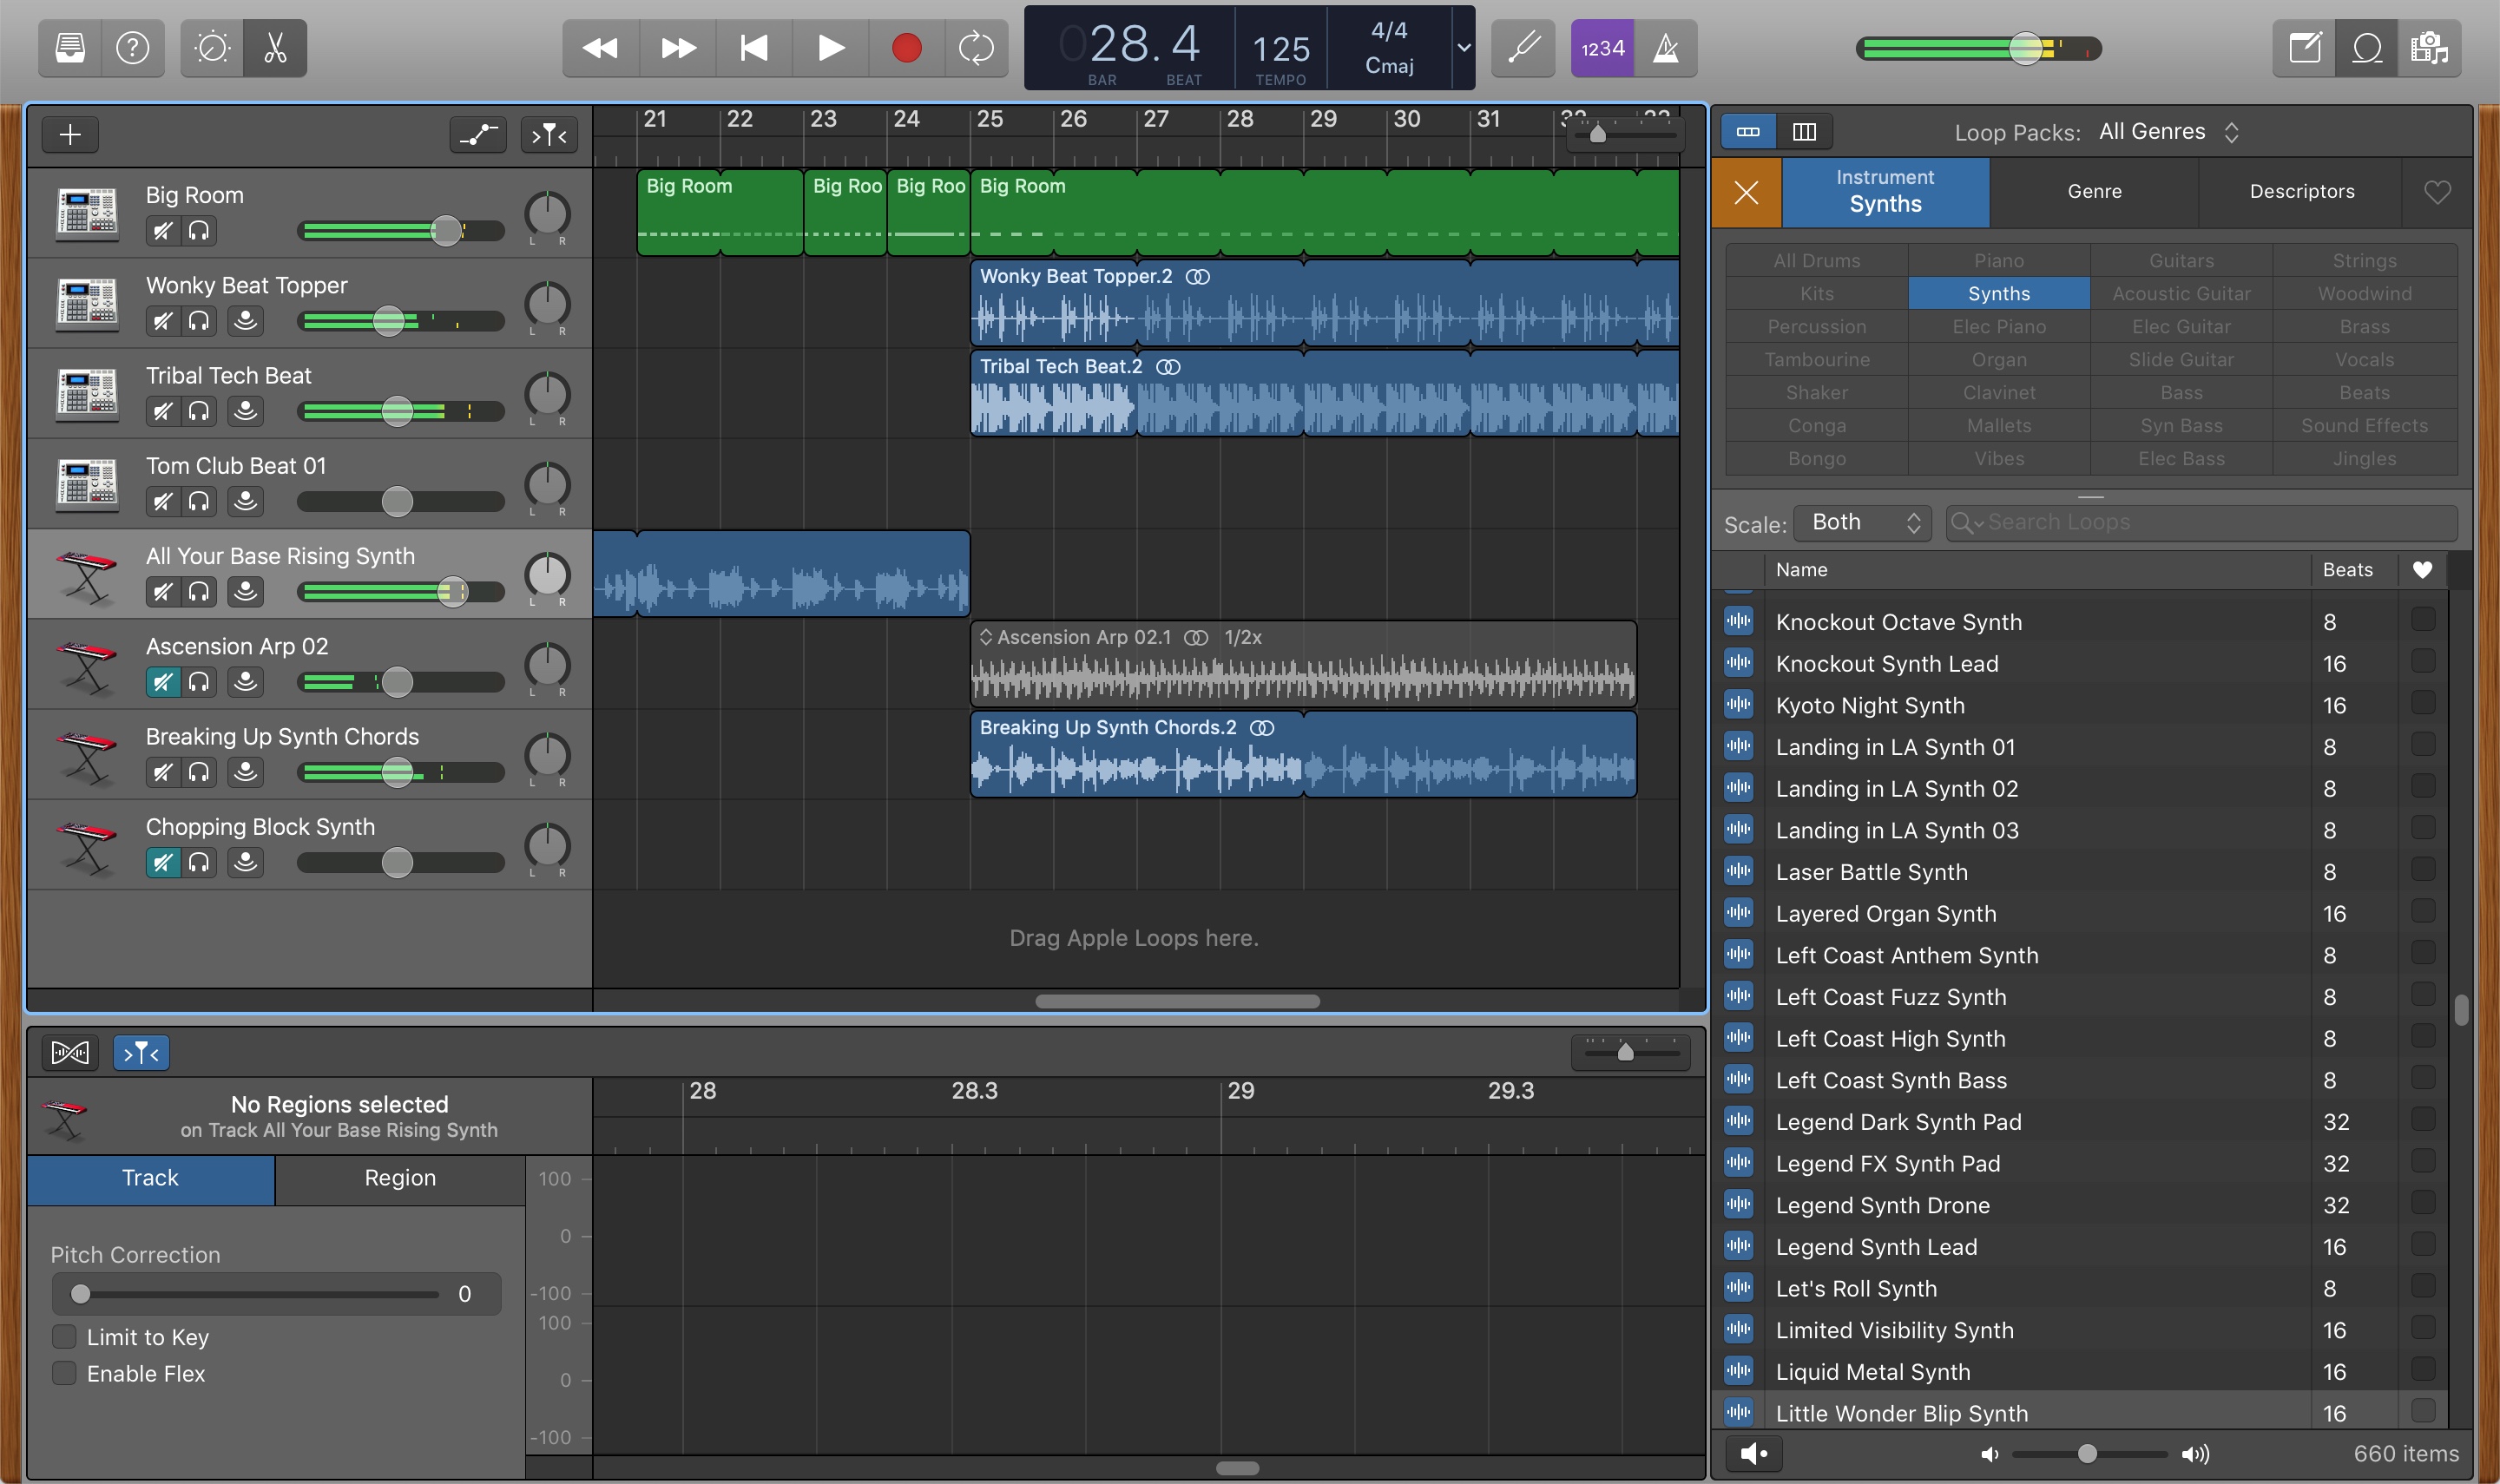 028.4
BAR BEAT
125
TEMPO
4/4
Cmaj
1234
21 22 23 24 25 26 27 28 29 30 31 32 33
Big Room
L R
Wonky Beat Topper
L R
Tribal Tech Beat
L R
Tom Club Beat 01
L R
All Your Base Rising Synth
L R
Ascension Arp 02
L R
Breaking Up Synth Chords
L R
Chopping Block Synth
L R
Big Room
Big Roo
Big Roo
Big Room
Wonky Beat Topper.2
Tribal Tech Beat.2
Ascension Arp 02.1 1/2x
Breaking Up Synth Chords.2
Drag Apple Loops here.
No Regions selected
on Track All Your Base Rising Synth
Track Region
Pitch Correction
0
Limit to Key
Enable Flex
28 28.3 29 29.3
100
0
-100
100
0
-100
Loop Packs: All Genres
Instrument
Synths
Genre
Descriptors
All Drums Piano Guitars Strings
Kits Synths Acoustic Guitar Woodwind
Percussion Elec Piano Elec Guitar Brass
Tambourine Organ Slide Guitar Vocals
Shaker Clavinet Bass Beats
Conga Mallets Syn Bass Sound Effects
Bongo Vibes Elec Bass Jingles
Scale: Both Search Loops
Name Beats
Knockout Octave Synth 8
Knockout Synth Lead 16
Kyoto Night Synth 16
Landing in LA Synth 01 8
Landing in LA Synth 02 8
Landing in LA Synth 03 8
Laser Battle Synth 8
Layered Organ Synth 16
Left Coast Anthem Synth 8
Left Coast Fuzz Synth 8
Left Coast High Synth 8
Left Coast Synth Bass 8
Legend Dark Synth Pad 32
Legend FX Synth Pad 32
Legend Synth Drone 32
Legend Synth Lead 16
Let's Roll Synth 8
Limited Visibility Synth 16
Liquid Metal Synth 16
Little Wonder Blip Synth 16
660 items